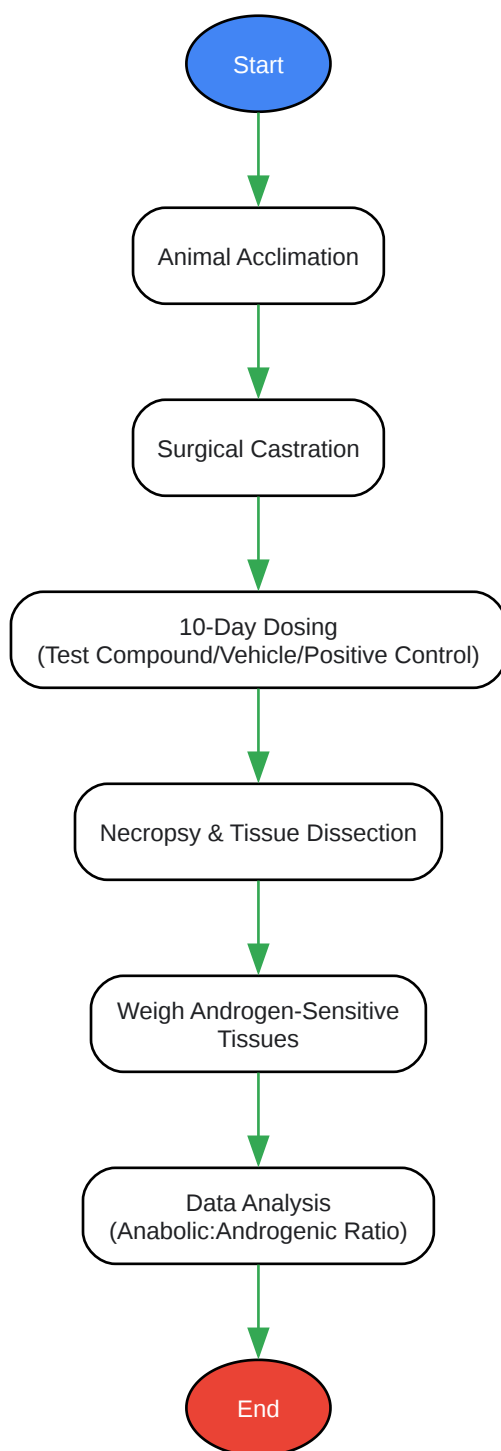 Start
Animal Acclimation
Surgical Castration
10-Day Dosing
(Test Compound/Vehicle/Positive Control)
Necropsy & Tissue Dissection
Weigh Androgen-Sensitive
Tissues
Data Analysis
(Anabolic:Androgenic Ratio)
End